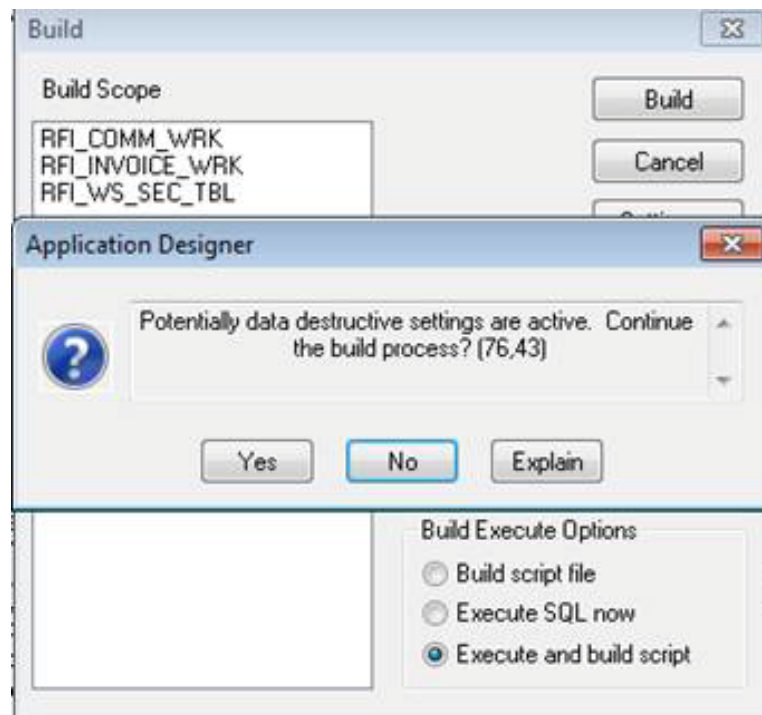 Build
Build Scope
Build
RFI_COMM_WRK
RFI_INVOICE_WRK
RFI_WS_SEC_TBL
Cancel
Application Designer
Potentially data destructive settings are active. Continue
the build process? (76,43)
Yes
No
Explain
Build Execute Options
Build script file
Execute SQL now
Execute and build script